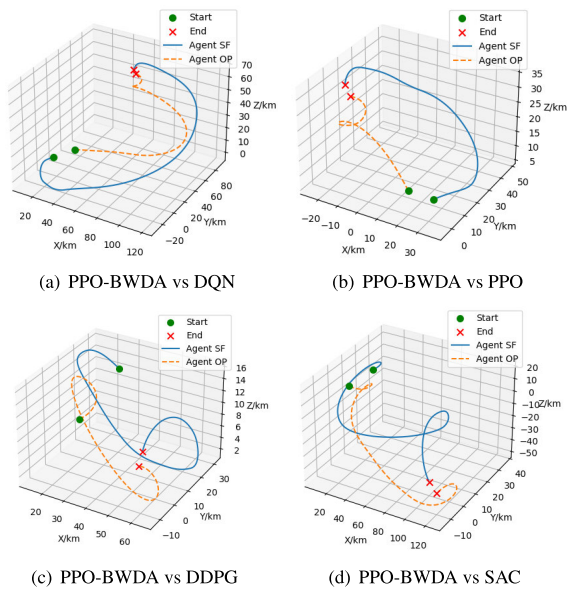 Start
End
Agent SF
Agent OP
70
60
50
40
30
20
10
0
Z/km
80
60
40
20
0
−20
Y/km
20
40
60
80
100
120
X/km
(a) PPO-BWDA vs DQN
Start
End
Agent SF
Agent OP
35
30
25
20
15
10
5
Z/km
50
40
30
20
10
0
Y/km
−20
−10
0
10
20
30
X/km
(b) PPO-BWDA vs PPO
Start
End
Agent SF
Agent OP
16
14
12
10
8
6
4
2
Z/km
30
20
10
0
−10
Y/km
20
30
40
50
60
X/km
(c) PPO-BWDA vs DDPG
Start
End
Agent SF
Agent OP
20
10
0
−10
−20
−30
−40
−50
Z/km
40
30
20
10
0
−10
Y/km
20
40
60
80
100
120
X/km
(d) PPO-BWDA vs SAC